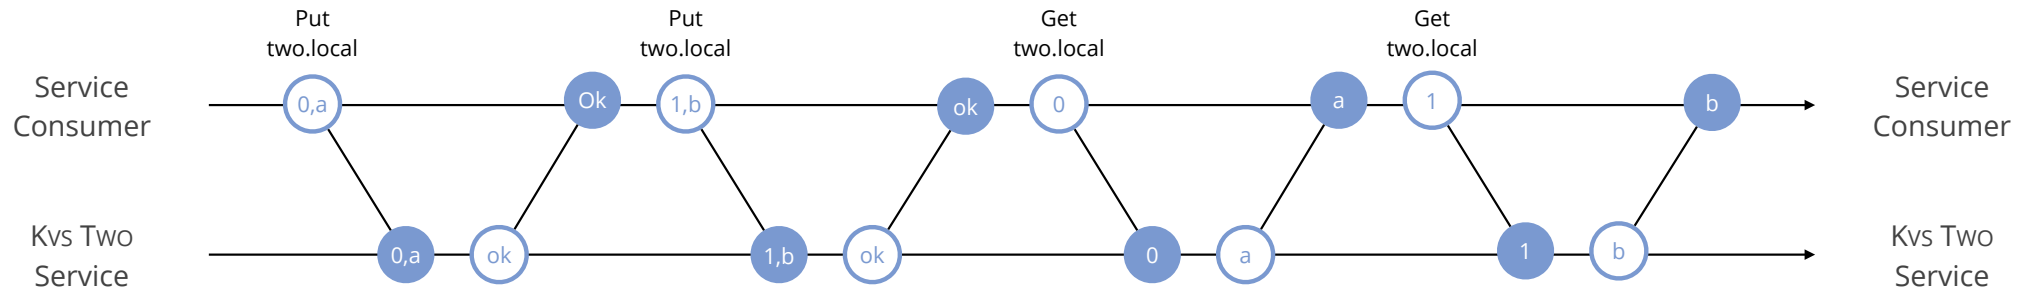 Put
two.local
Put
two.local
Get
two.local
Get
two.local
Service
Consumer
0,a
Ok
1,b
ok
0
a
1
b
Service
Consumer
Kvs Two
Service
0,a
ok
1,b
ok
0
a
1
b
Kvs Two
Service